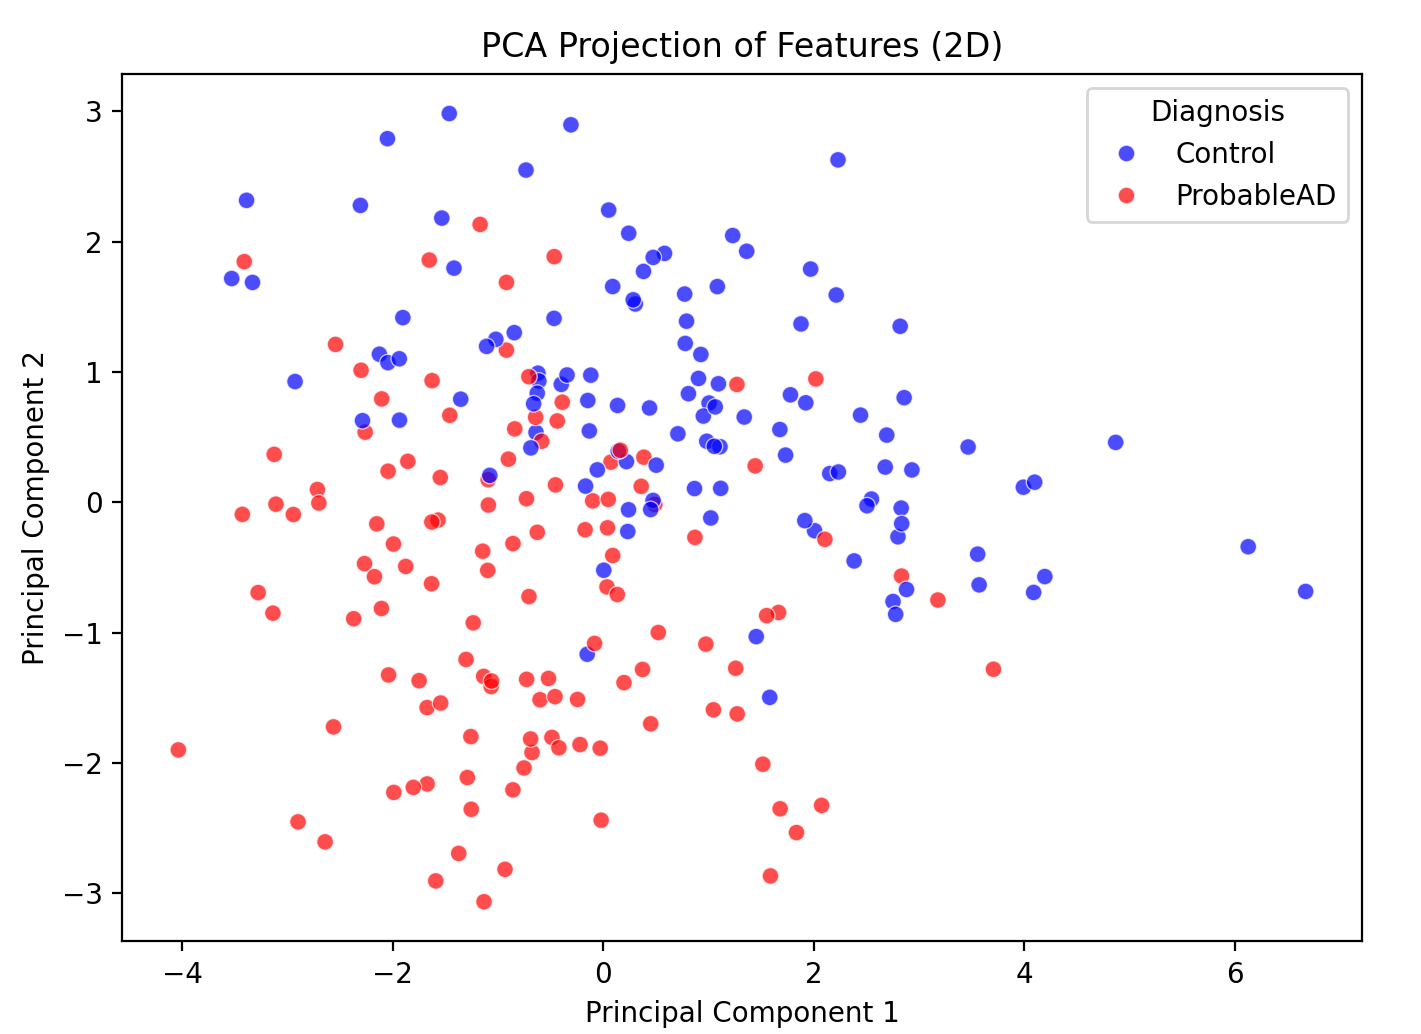 PCA Projection of Features (2D)
Diagnosis
Control
ProbableAD
Principal Component 2
3
2
1
0
−1
−2
−3
−4
−2
0
2
4
6
Principal Component 1